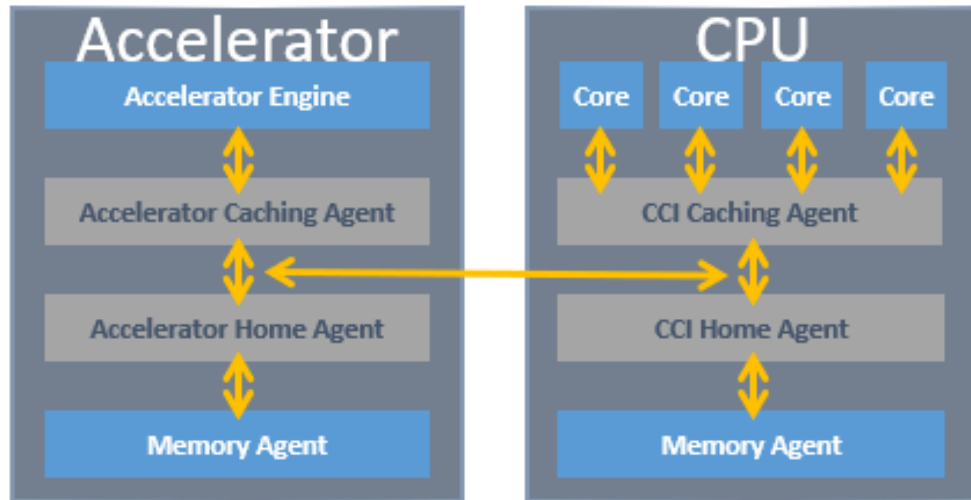 Accelerator
Accelerator Engine
Accelerator Caching Agent
Accelerator Home Agent
Memory Agent
CPU
Core Core Core Core
CCI Caching Agent
CCI Home Agent
Memory Agent